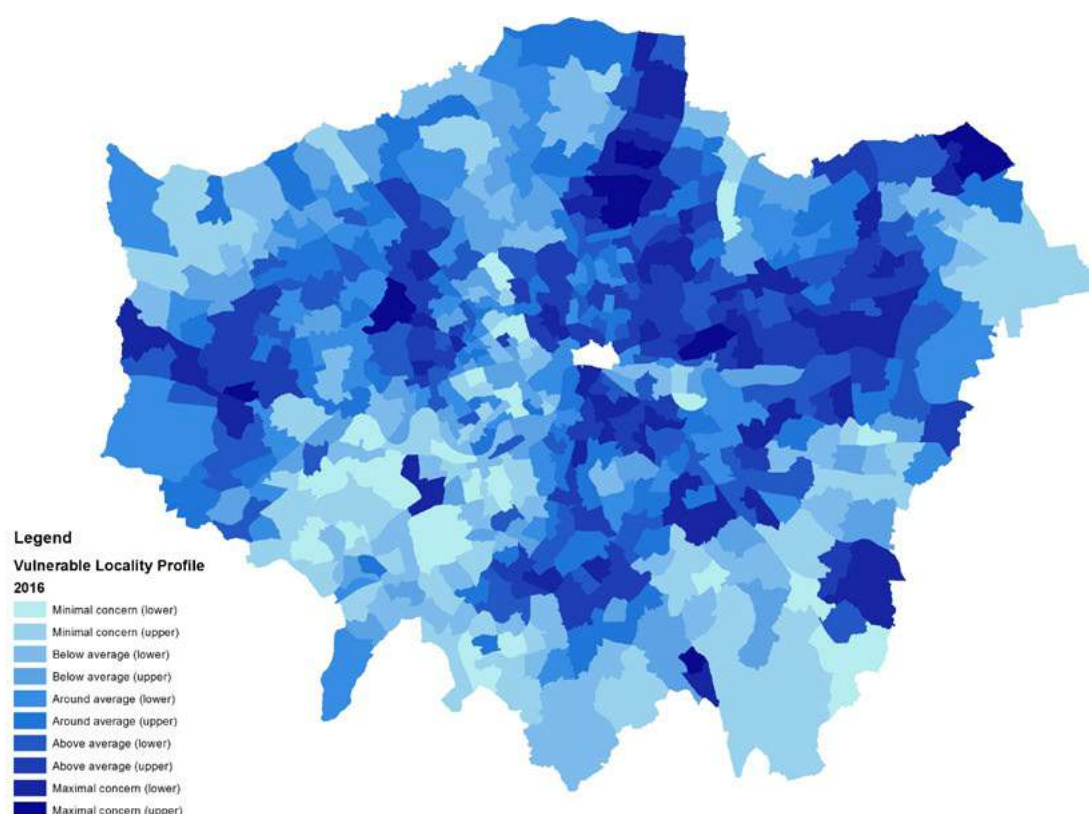 Legend
Vulnerable Locality Profile
2016
Minimal concern (lower)
Minimal concern (upper)
Below average (lower)
Below average (upper)
Around average (lower)
Around average (upper)
Above average (lower)
Above average (upper)
Maximal concern (lower)
Maximal concern (upper)